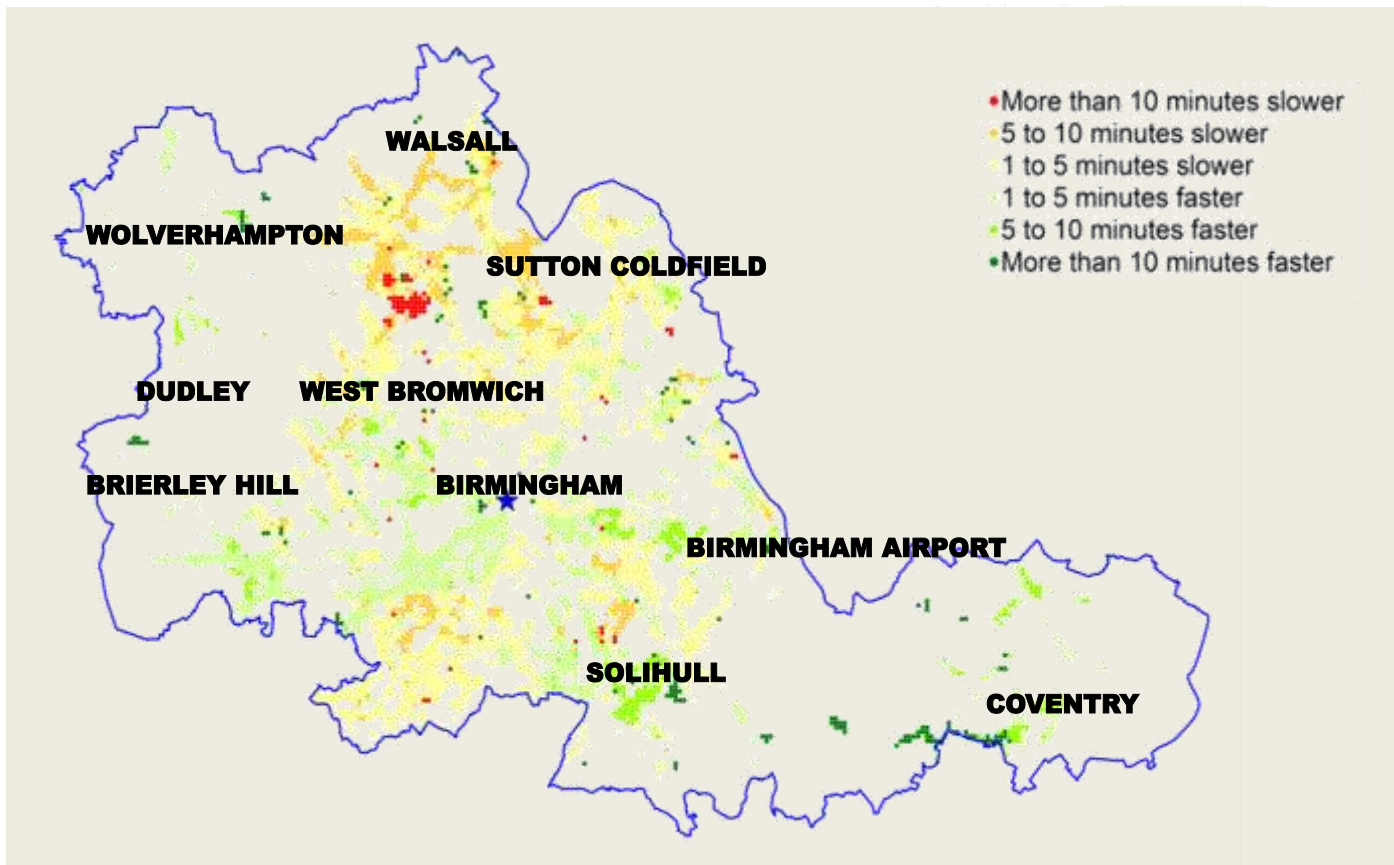 More than 10 minutes slower
5 to 10 minutes slower
1 to 5 minutes slower
1 to 5 minutes faster
5 to 10 minutes faster
More than 10 minutes faster
WALSALL
WOLVERHAMPTON
SUTTON COLDFIELD
DUDLEY
WEST BROMWICH
BRIERLEY HILL
BIRMINGHAM
BIRMINGHAM AIRPORT
SOLIHULL
COVENTRY